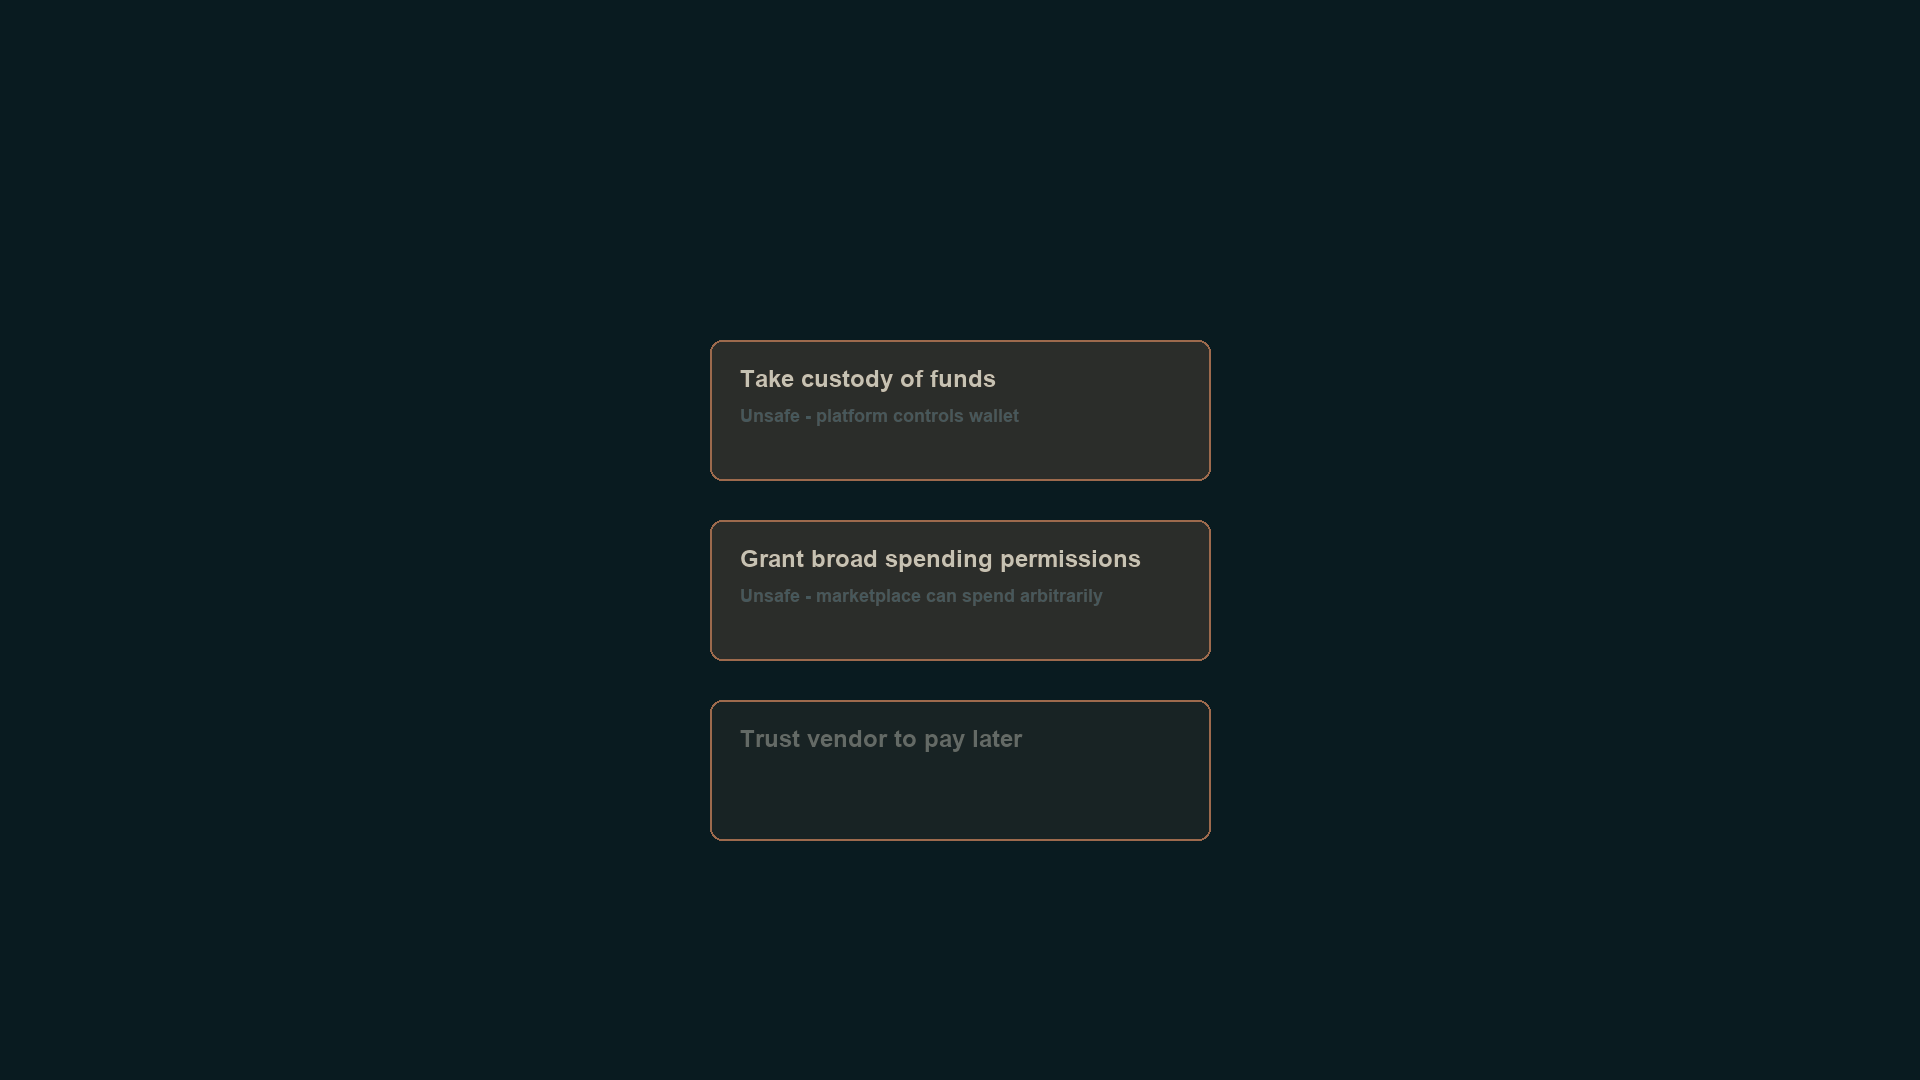 Take custody of funds
Unsafe - platform controls wallet
Grant broad spending permissions
Unsafe - marketplace can spend arbitrarily
Trust vendor to pay later